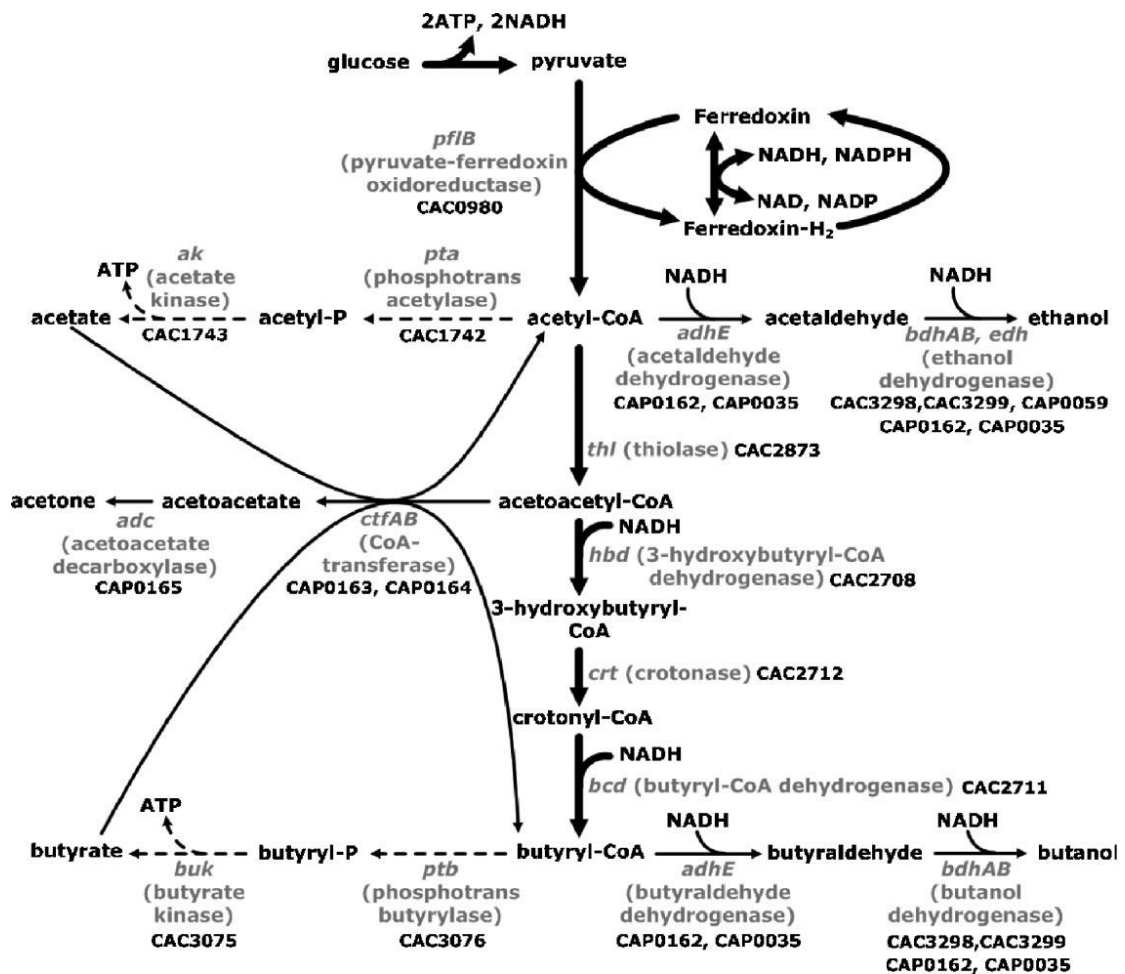 2ATP, 2NADH
glucose
pyruvate
Ferredoxin
pflB
(pyruvate-ferredoxin
oxidoreductase)
CAC0980
NADH, NADPH
NAD, NADP
Ferredoxin-H2
ak
(acetate
kinase)
ATP
pta
(phosphotrans
acetylase)
NADH
NADH
acetate
CAC1743
acetyl-P
CAC1742
acetyl-CoA
acetaldehyde
ethanol
adhE
(acetaldehyde
dehydrogenase)
CAP0162, CAP0035
bdhAB, edh
(ethanol
dehydrogenase)
CAC3298,CAC3299, CAP0059
CAP0162, CAP0035
thl (thiolase) CAC2873
acetone
acetoacetate
acetoacetyl-CoA
adc
(acetoacetate
decarboxylase)
CAP0165
ctfAB
(CoA-
transferase)
CAP0163, CAP0164
NADH
hbd (3-hydroxybutyryl-CoA
dehydrogenase) CAC2708
3-hydroxybutyryl-
CoA
crt (crotonase) CAC2712
crotonyl-CoA
NADH
bcd (butyryl-CoA dehydrogenase) CAC2711
ATP
NADH
NADH
butyrate
butyryl-P
butyryl-CoA
butyraldehyde
butanol
buk
(butyrate
kinase)
CAC3075
ptb
(phosphotrans
butyrylase)
CAC3076
adhE
(butyraldehyde
dehydrogenase)
CAP0162, CAP0035
bdhAB
(butanol
dehydrogenase)
CAC3298,CAC3299
CAP0162, CAP0035